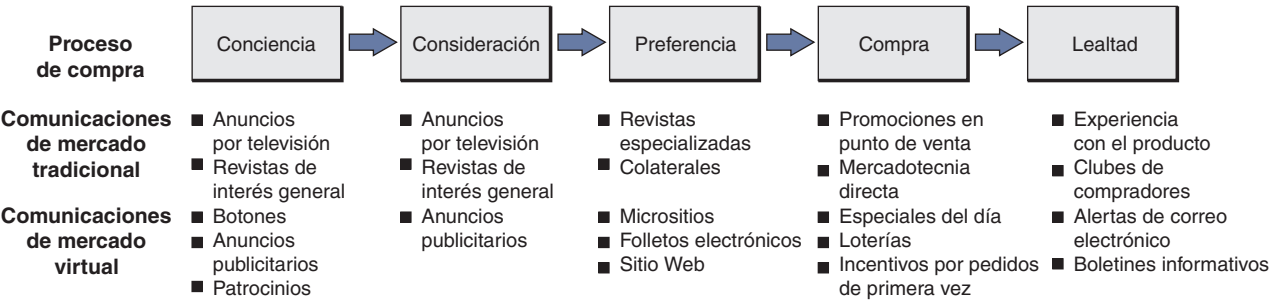 Proceso
de compra
Conciencia
Consideración
Preferencia
Compra
Lealtad
Comunicaciones
de mercado
tradicional
■ Anuncios
por televisión
■ Revistas de
interés general
■ Anuncios
por televisión
■ Revistas de
interés general
■ Revistas
especializadas
■ Colaterales
■ Promociones en
punto de venta
■ Mercadotecnia
directa
■ Experiencia
con el producto
■ Clubes de
compradores
Comunicaciones
de mercado
virtual
■ Botones
■ Anuncios
publicitarios
■ Patrocinios
■ Anuncios
publicitarios
■ Micrositios
■ Folletos electrónicos
■ Sitio Web
■ Especiales del día
■ Loterías
■ Incentivos por pedidos
de primera vez
■ Alertas de correo
electrónico
■ Boletines informativos